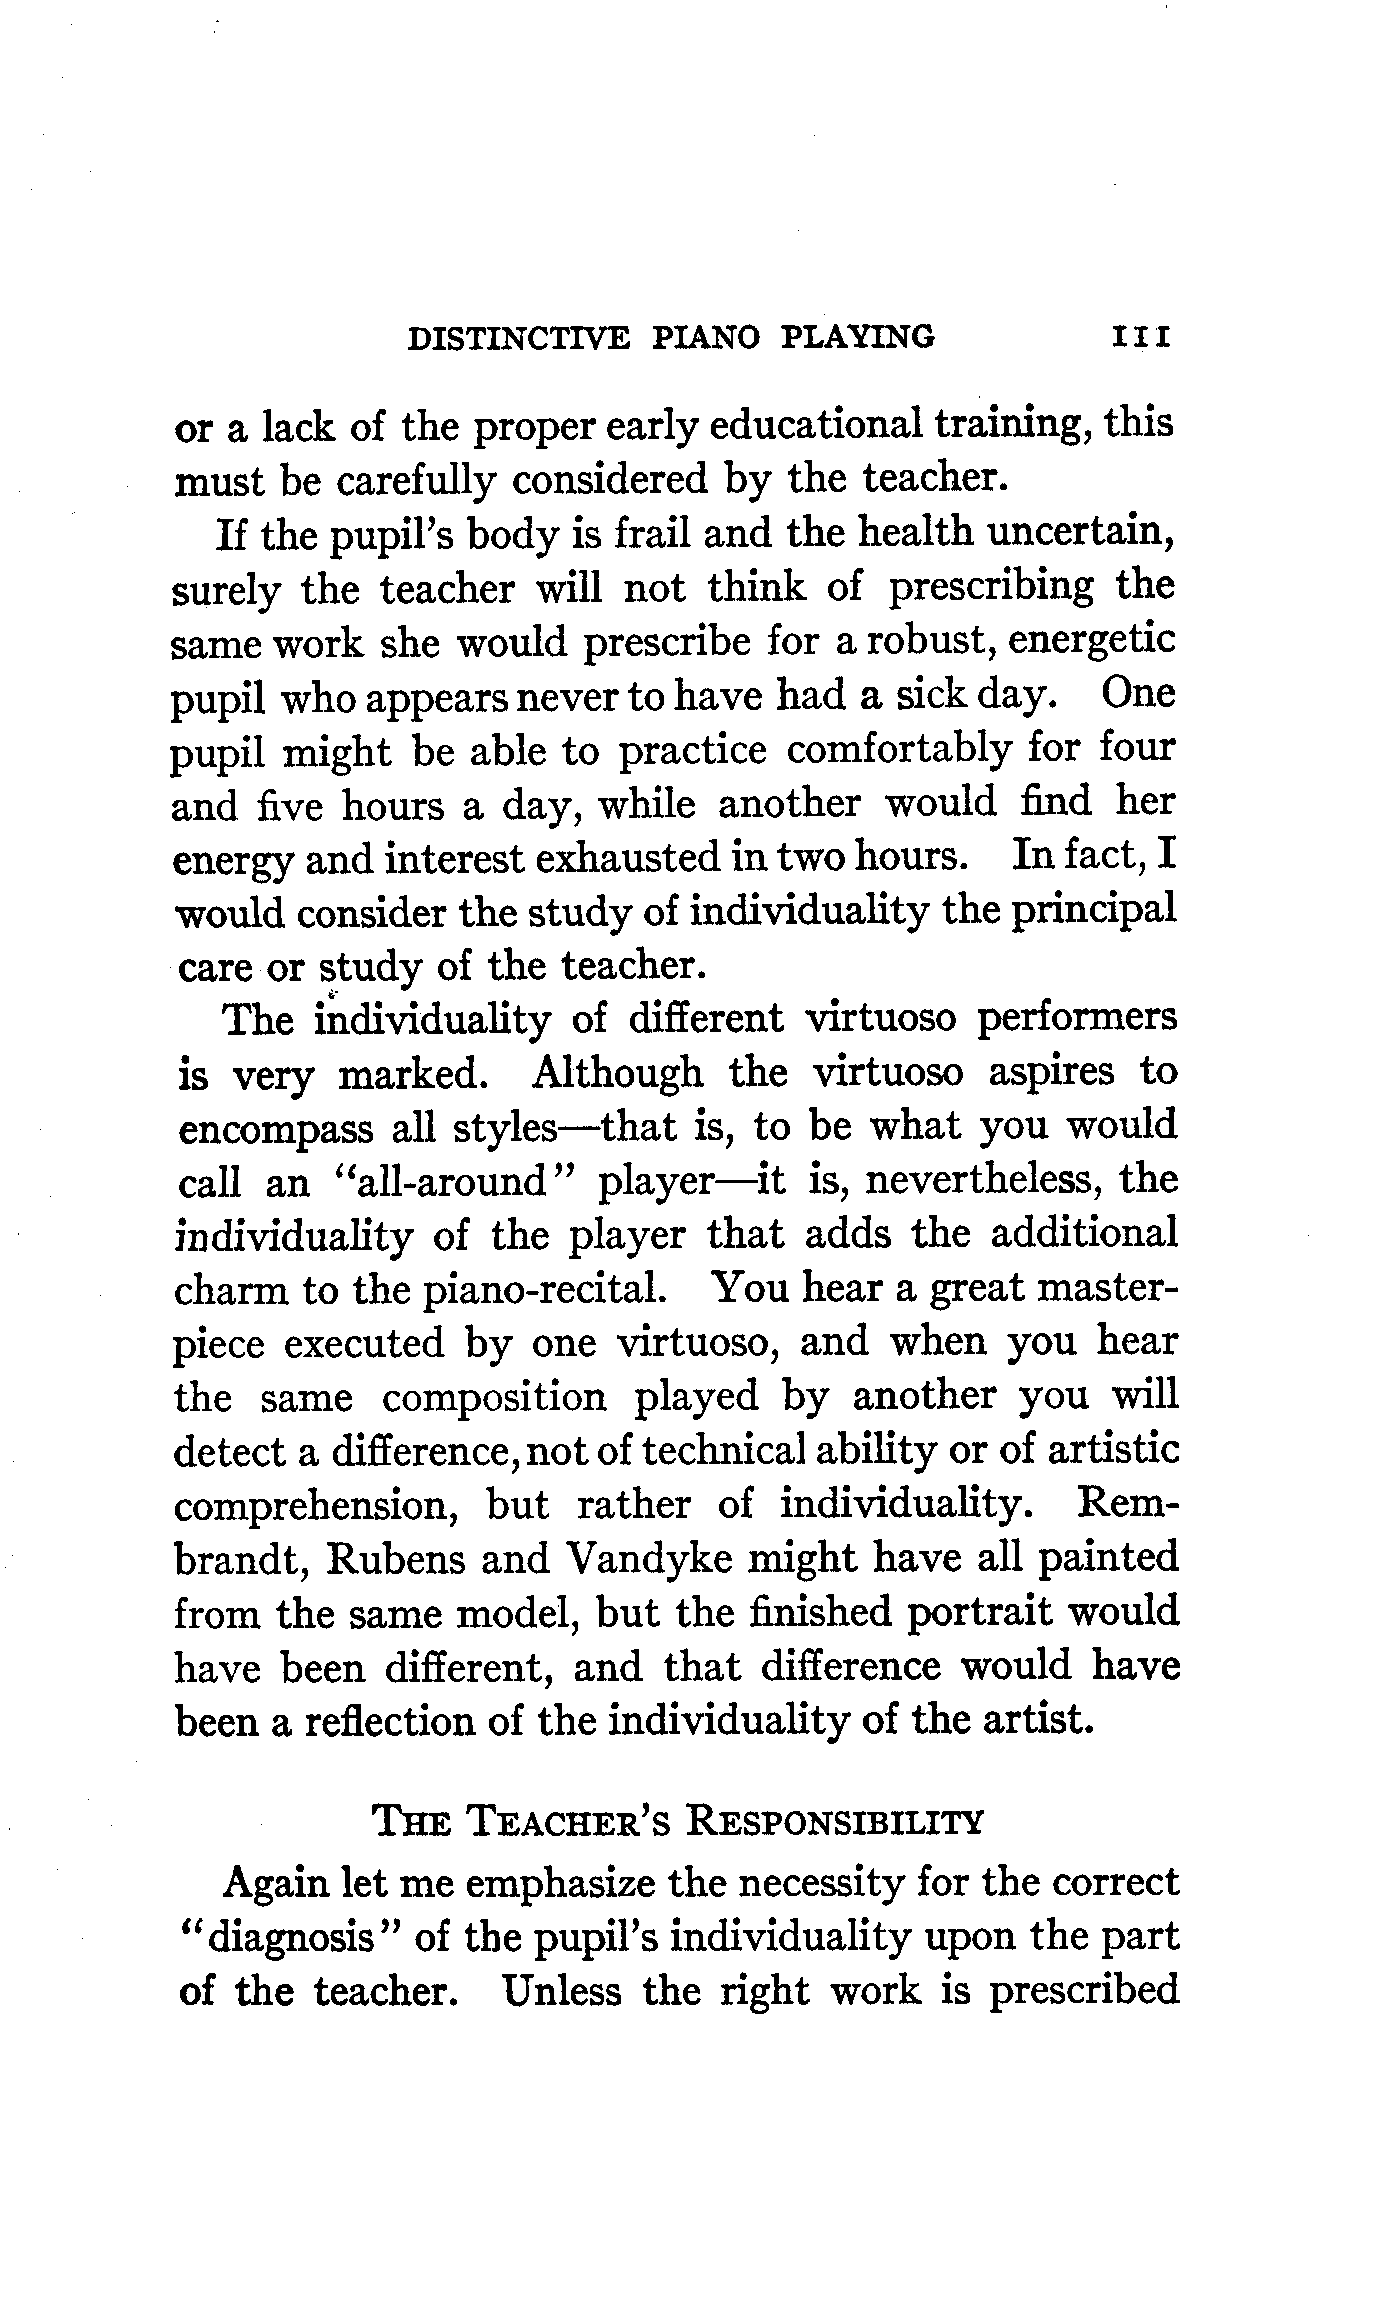 DISTINCTIVE PIANO PLAYING 111
or a lack of the proper early educational training, this
must be carefully considered by the teacher.
If the pupil's body is frail and the health uncertain,
surely the teacher will not think of prescribing the
same work she would prescribe for a robust, energetic
pupil who appears never to have had a sick day. One
pupil might be able to practice comfortably for four
and five hours a day, while another would find her
energy and interest exhausted in two hours. In fact, I
would consider the study of individuality the principal
care or study of the teacher.
The individuality of different virtuoso performers
is very marked. Although the virtuoso aspires to
encompass all styles—that is, to be what you would
call an "all-around" player—it is, nevertheless, the
individuality of the player that adds the additional
charm to the piano-recital. You hear a great master-
piece executed by one virtuoso, and when you hear
the same composition played by another you will
detect a difference, not of technical ability or of artistic
comprehension, but rather of individuality. Rem-
brandt, Rubens and Vandyke might have all painted
from the same model, but the finished portrait would
have been different, and that difference would have
been a reflection of the individuality of the artist.
THE TEACHER'S RESPONSIBILITY
Again let me emphasize the necessity for the correct
"diagnosis" of the pupil's individuality upon the part
of the teacher. Unless the right work is prescribed